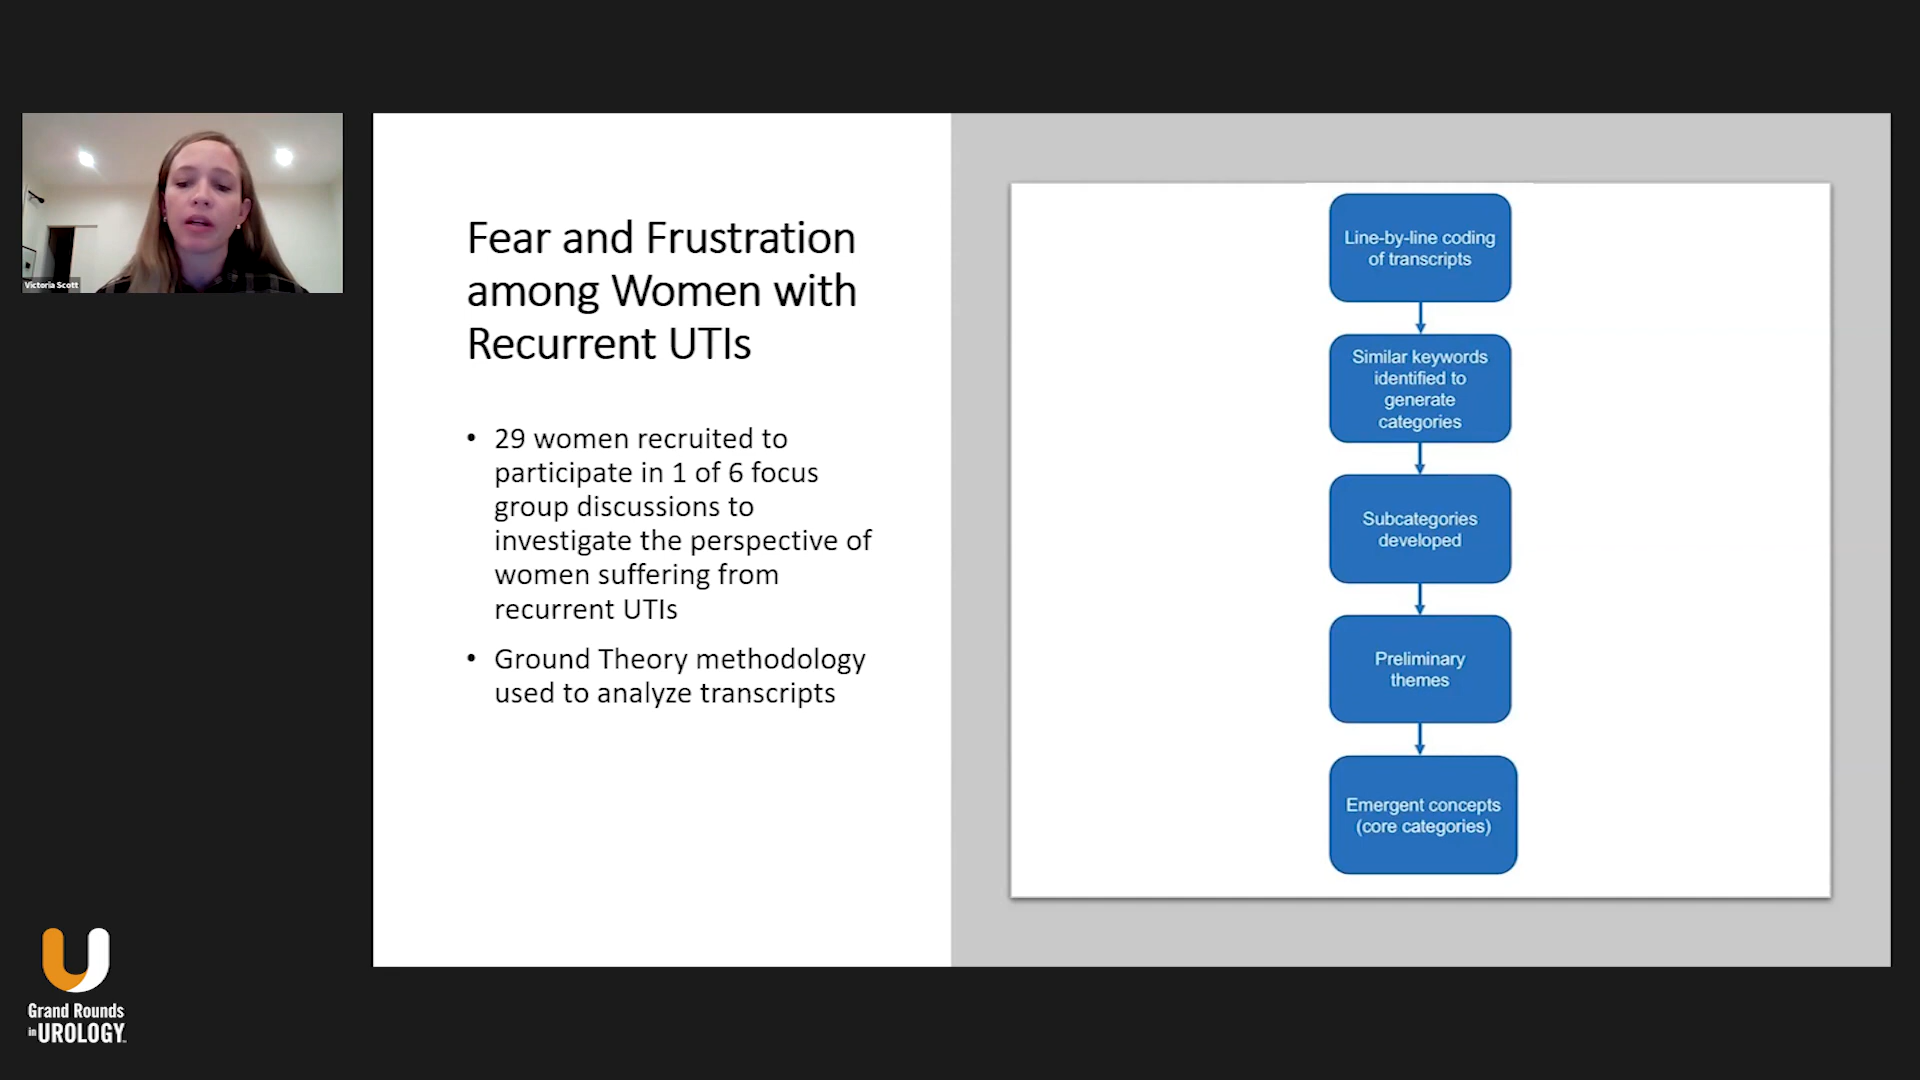 Victoria Scott
Fear and Frustration
among Women with
Recurrent UTIs
• 29 women recruited to
participate in 1 of 6 focus
group discussions to
investigate the perspective of
women suffering from
recurrent UTIs
• Ground Theory methodology
used to analyze transcripts
Line-by-line coding
of transcripts
Similar keywords
identified to
generate
categories
Subcategories
developed
Preliminary
themes
Emergent concepts
(core categories)
Grand Rounds
in UROLOGY